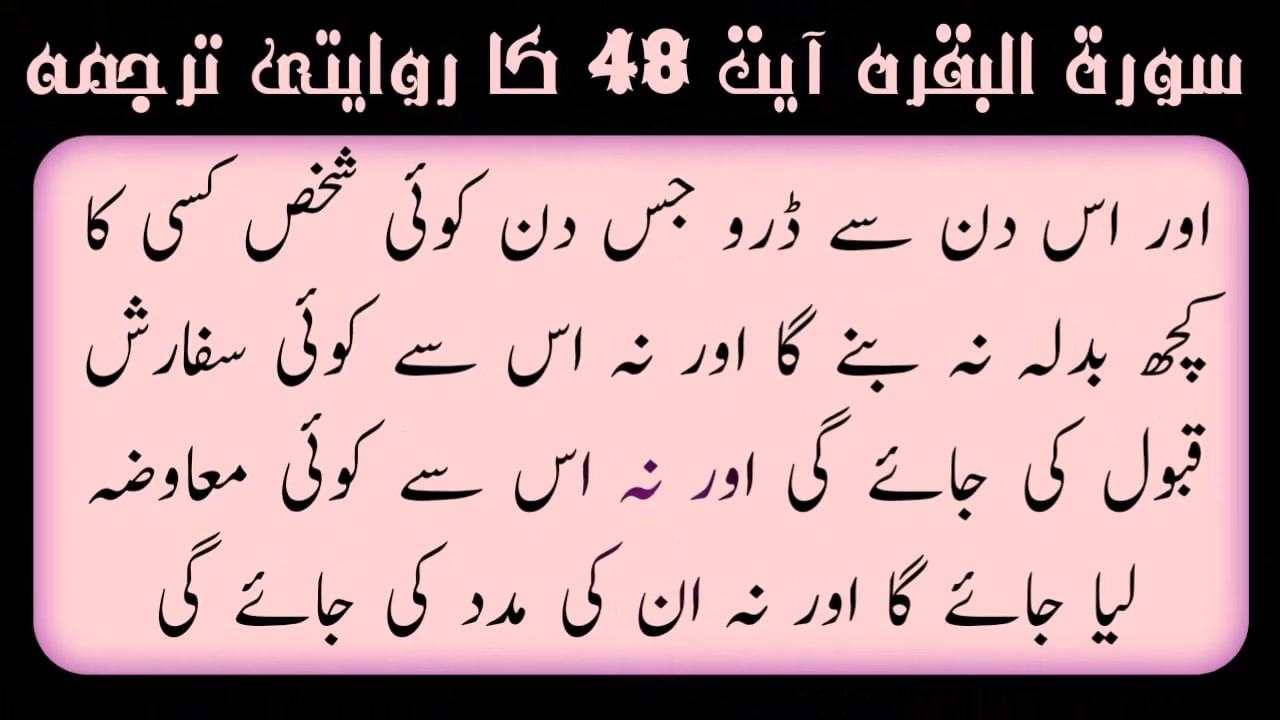 سورۃ البقرہ آیت 48 کا روایتی ترجمہ
اور اس دن سے ڈرو جس دن کوئی شخص کسی کا
کچھ بدلہ نہ بنے گا اور نہ اس سے کوئی سفارش
قبول کی جائے گی اور نہ اس سے کوئی معاوضہ
لیا جائے گا اور نہ ان کی مدد کی جائے گی